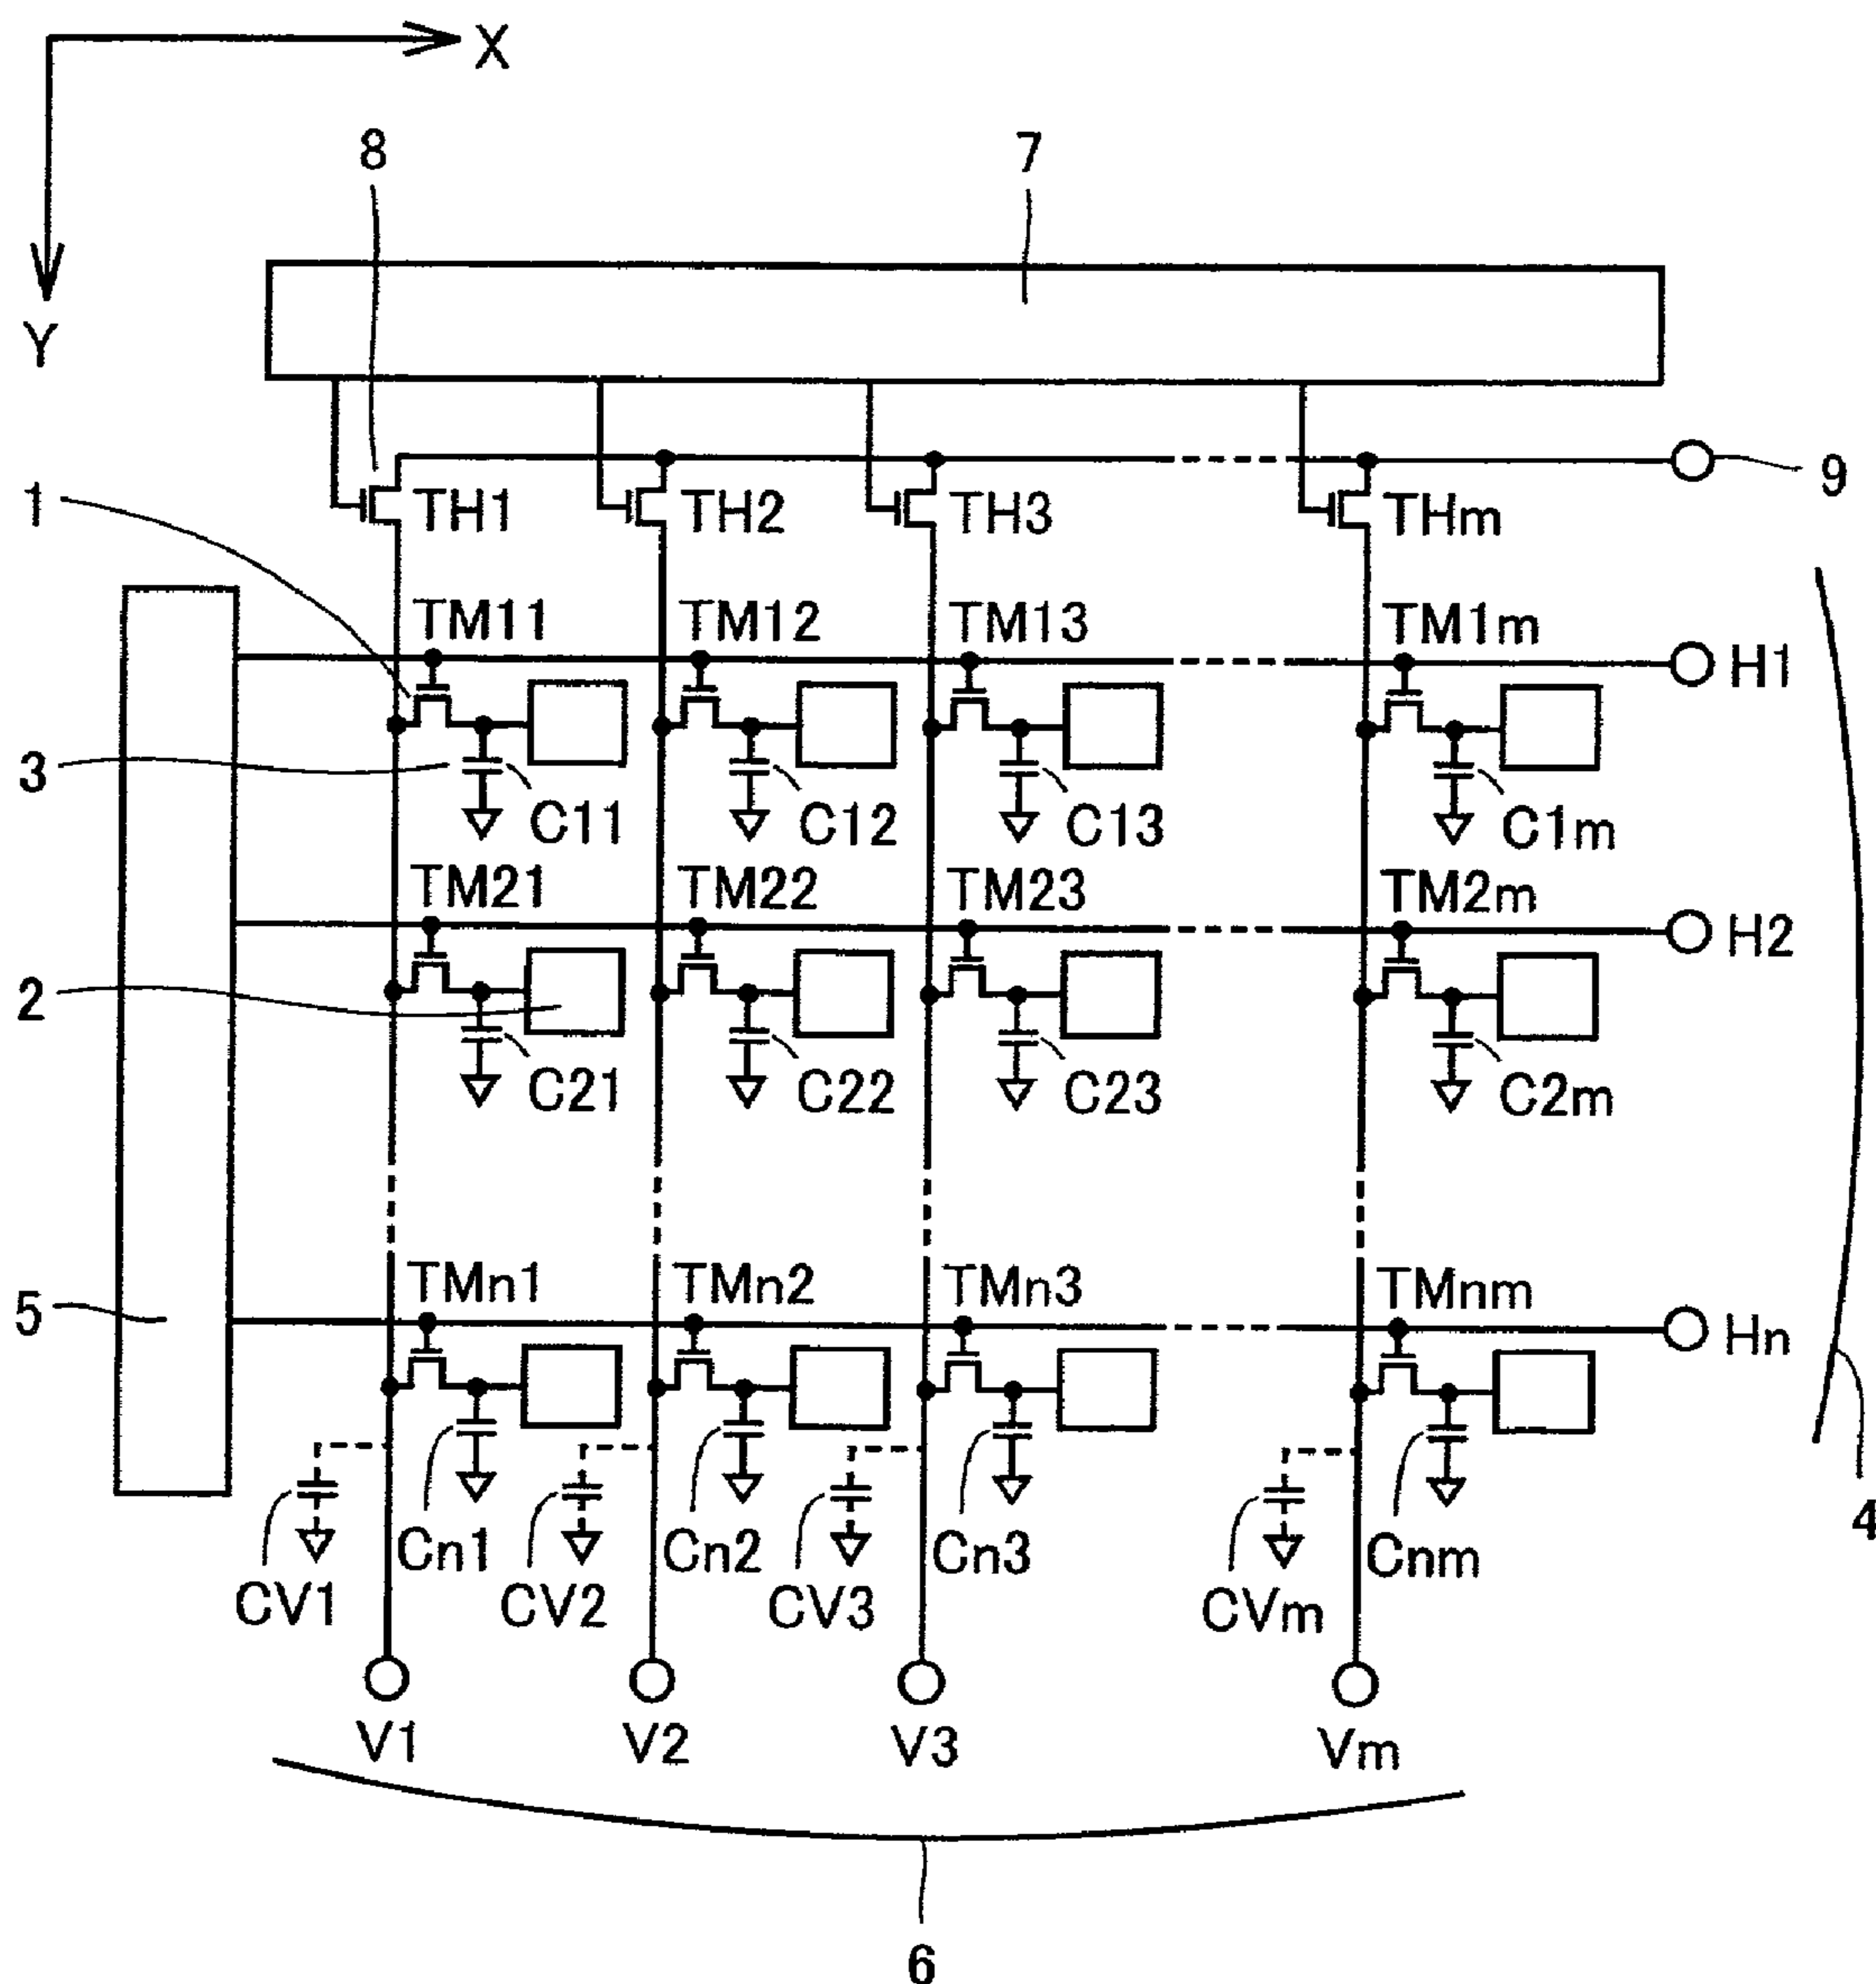 X
Y
8
7
1
TH1 TH2 TH3 THm
9
TM11 TM12 TM13 TM1m
H1
3
C11 C12 C13 C1m
TM21 TM22 TM23 TM2m
H2
2
C21 C22 C23 C2m
TMn1 TMn2 TMn3 TMnm
5
Hn
4
Cn1 Cn2 Cn3 Cnm
CV1 CV2 CV3 CVm
V1 V2 V3 Vm
6